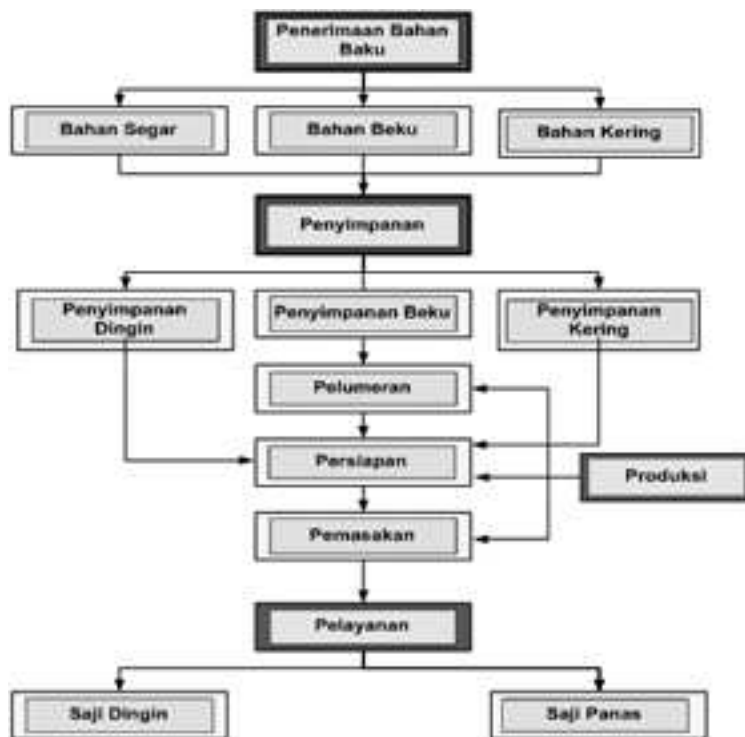 Penerimaan Bahan
Baku
Bahan Segar
Bahan Beku
Bahan Kering
Penyimpanan
Penyimpanan
Dingin
Penyimpanan Beku
Penyimpanan
Kering
Pelumeran
Persiapan
Produksi
Pemasakan
Pelayanan
Saji Dingin
Saji Panas